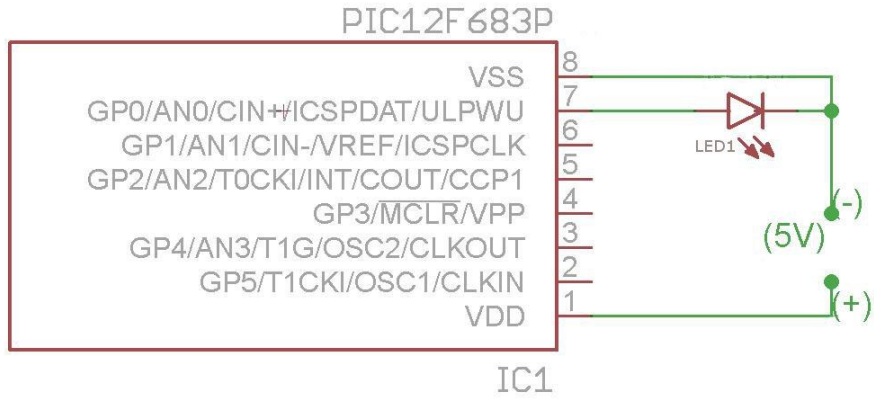 PIC12F683P
VSS 8
GP0/AN0/CIN+/ICSPDAT/ULPWU 7
GP1/AN1/CIN-/VREF/ICSPCLK 6
GP2/AN2/T0CKI/INT/COUT/CCP1 5
GP3/MCLR/VPP 4
GP4/AN3/T1G/OSC2/CLKOUT 3
GP5/T1CKI/OSC1/CLKIN 2
VDD 1
LED1
(-)
(5V)
(+)
IC1